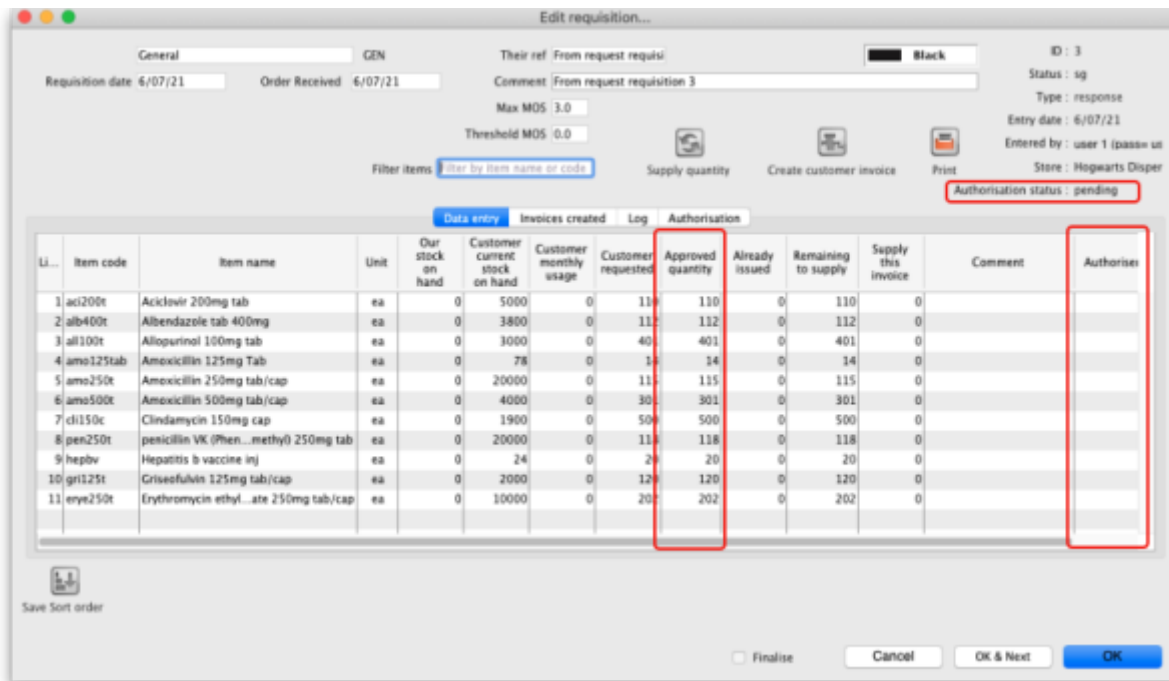 Edit requisition...
General GEN Their ref From request requisi Black ID : 3
Requisition date 6/07/21 Order Received 6/07/21 Comment From request requisition 3 Status : sg
Max MOS 3.0 Type : response
Threshold MOS 0.0 Entry date : 6/07/21
Entered by : user 1 (pass= us
Filter items Filter by item name or code Supply quantity Create customer invoice Print Store : Hogwarts Disper
Authorisation status : pending
Data entry Invoices created Log Authorisation
Li... Item code Item name Unit Our stock on hand Customer current stock on hand Customer monthly usage Customer requested Approved quantity Already issued Remaining to supply Supply this invoice Comment Authoriser
1 aci200t Aciclovir 200mg tab ea 0 5000 0 110 110 0 110 0
2 alb400t Albendazole tab 400mg ea 0 3800 0 112 112 0 112 0
3 all100t Allopurinol 100mg tab ea 0 3000 0 401 401 0 401 0
4 amo125tab Amoxicillin 125mg Tab ea 0 78 0 14 14 0 14 0
5 amo250t Amoxicillin 250mg tab/cap ea 0 20000 0 115 115 0 115 0
6 amo500t Amoxicillin 500mg tab/cap ea 0 4000 0 301 301 0 301 0
7 cli150c Clindamycin 150mg cap ea 0 1900 0 500 500 0 500 0
8 pen250t penicillin VK (Phen...methyl) 250mg tab ea 0 20000 0 118 118 0 118 0
9 hepbv Hepatitis b vaccine inj ea 0 24 0 20 20 0 20 0
10 gri125t Griseofulvin 125mg tab/cap ea 0 2000 0 120 120 0 120 0
11 erye250t Erythromycin ethyl...ate 250mg tab/cap ea 0 10000 0 202 202 0 202 0
Save Sort order
Finalise Cancel OK & Next OK